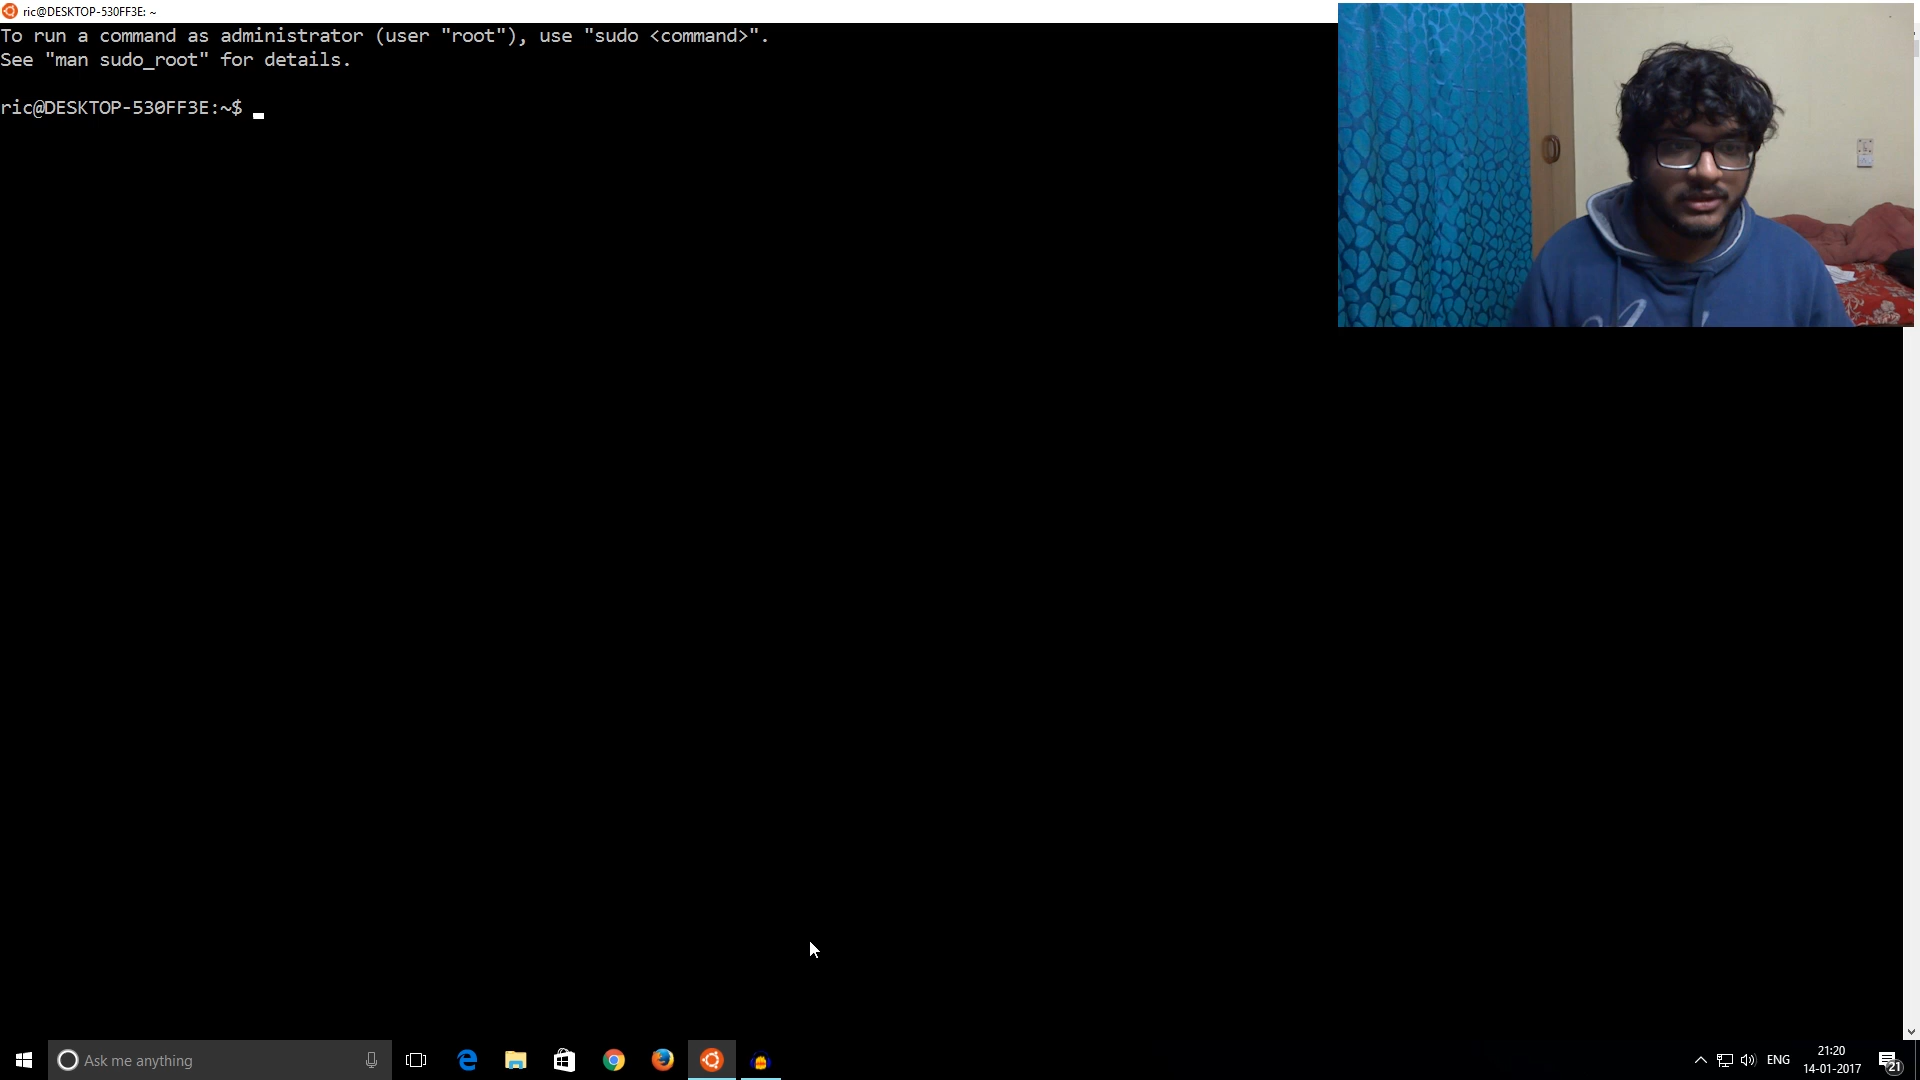 ric@DESKTOP-530FF3E: ~
To run a command as administrator (user "root"), use "sudo <command>".
See "man sudo_root" for details.
ric@DESKTOP-530FF3E:~$
Ask me anything
ENG
21:20
14-01-2017
21